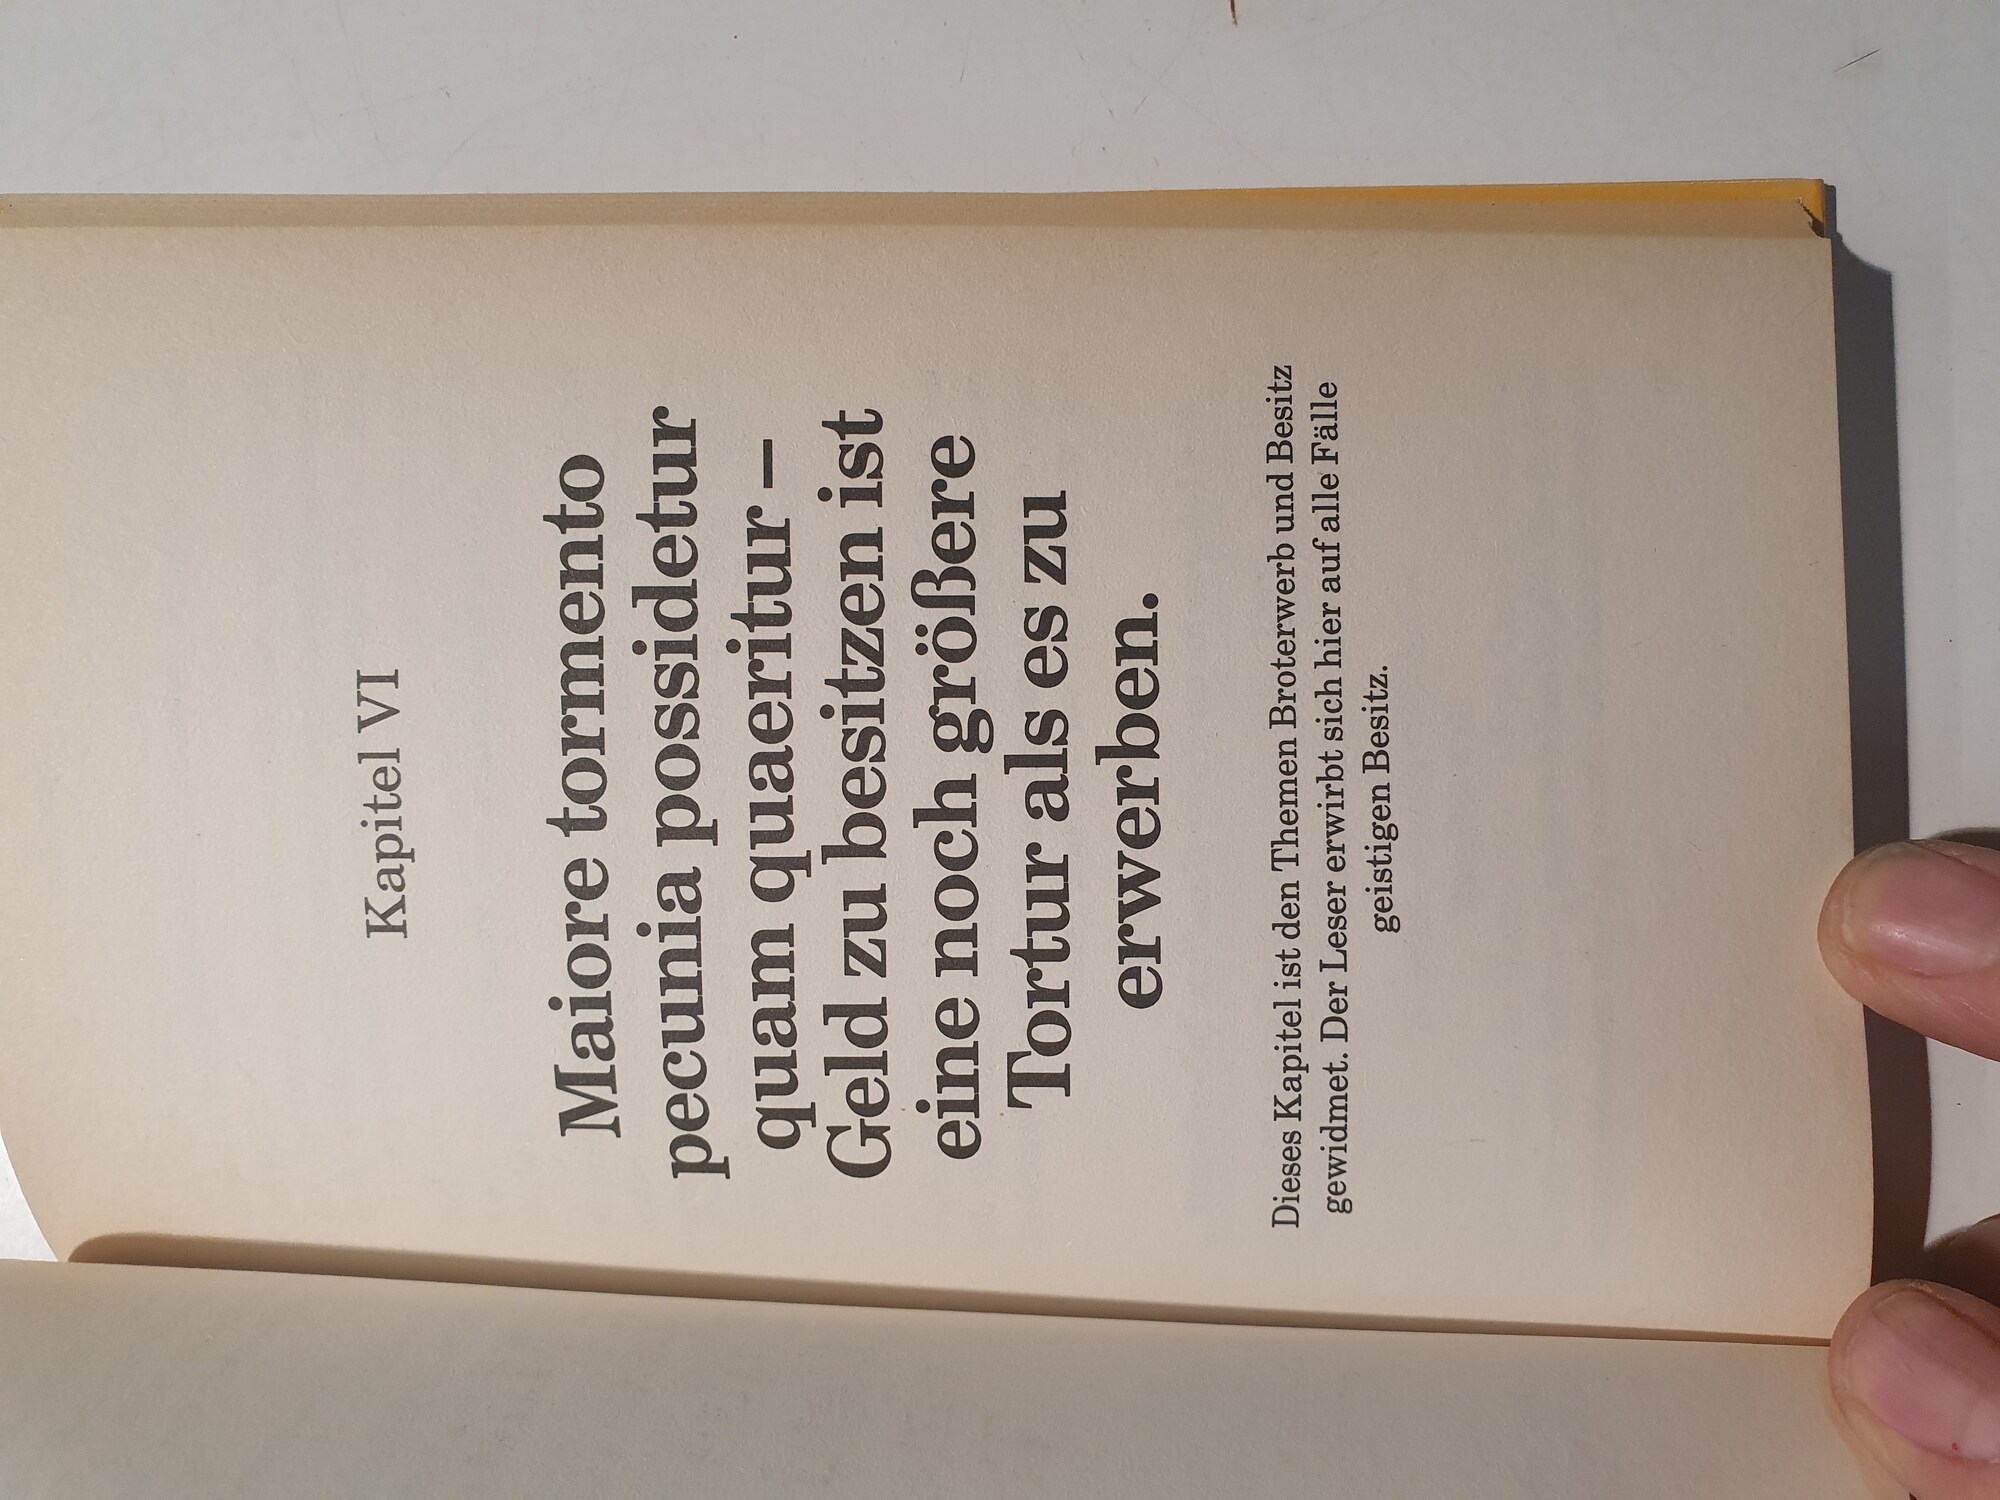 Kapitel VI
Maiore tormento
pecunia possidetur
quam quaeritur –
Geld zu besitzen ist
eine noch größere
Tortur als es zu
erwerben.
Dieses Kapitel ist den Themen Broterwerb und Besitz
gewidmet. Der Leser erwirbt sich hier auf alle Fälle
geistigen Besitz.